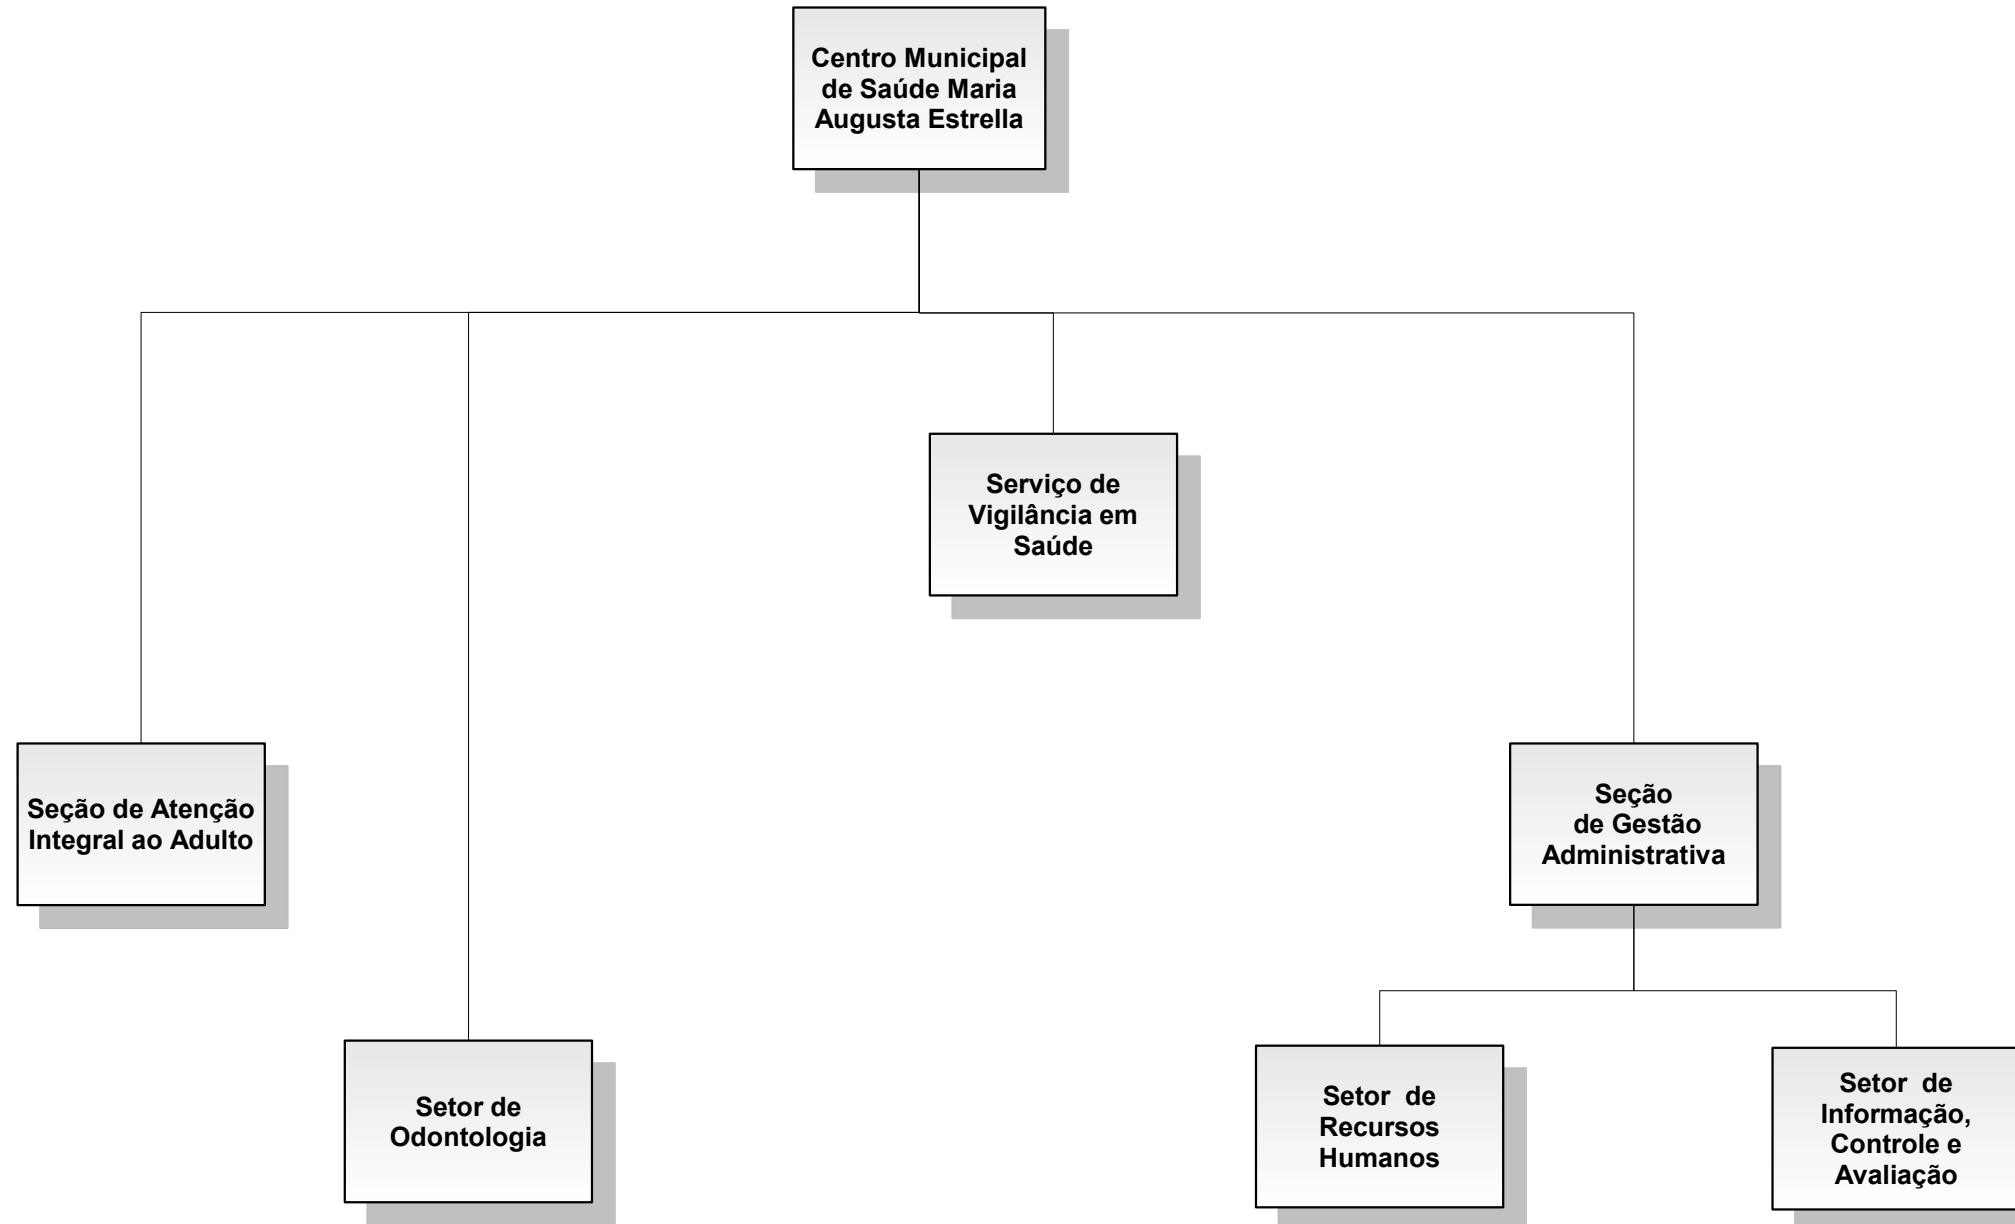 Centro Municipal
de Saúde Maria
Augusta Estrella
Serviço de
Vigilância em
Saúde
Seção de Atenção
Integral ao Adulto
Seção
de Gestão
Administrativa
Setor de
Odontologia
Setor de
Recursos
Humanos
Setor de
Informação,
Controle e
Avaliação